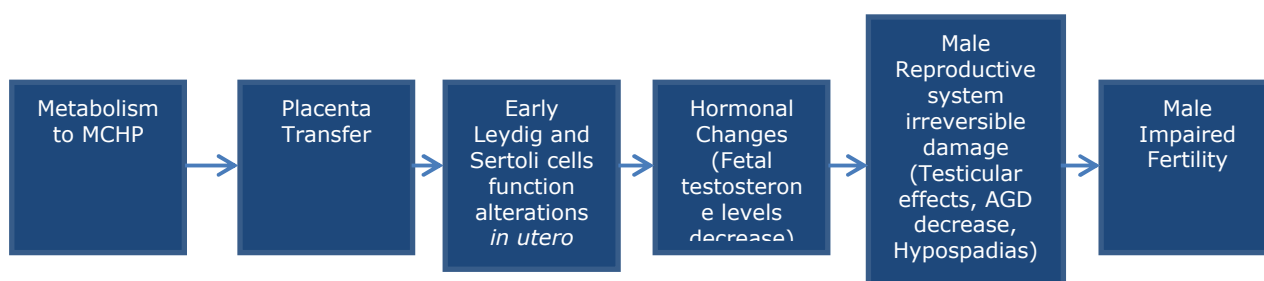 Metabolism
to MCHP
Placenta
Transfer
Early
Leydig and
Sertoli cells
function
alterations
in utero
Hormonal
Changes
(Fetal
testosteron
e levels
decrease)
Male
Reproductive
system
irreversible
damage
(Testicular
effects, AGD
decrease,
Hypospadias)
Male
Impaired
Fertility